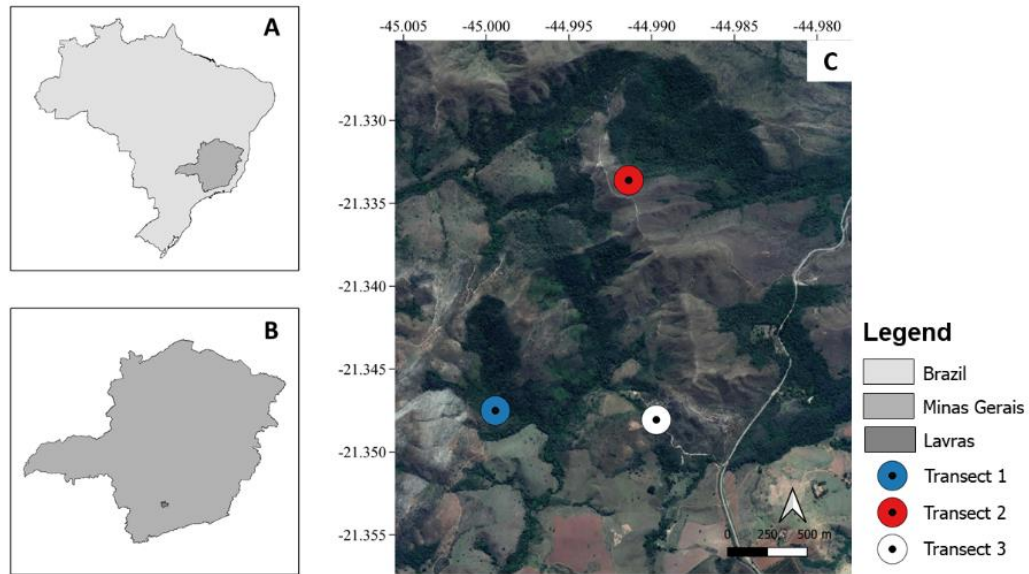 A
B
-45.005 -45.000 -44.995 -44.990 -44.985 -44.980
C
-21.330
-21.335
-21.340
-21.345
-21.350
-21.355
0 250 500 m
Legend
Brazil
Minas Gerais
Lavras
Transect 1
Transect 2
Transect 3